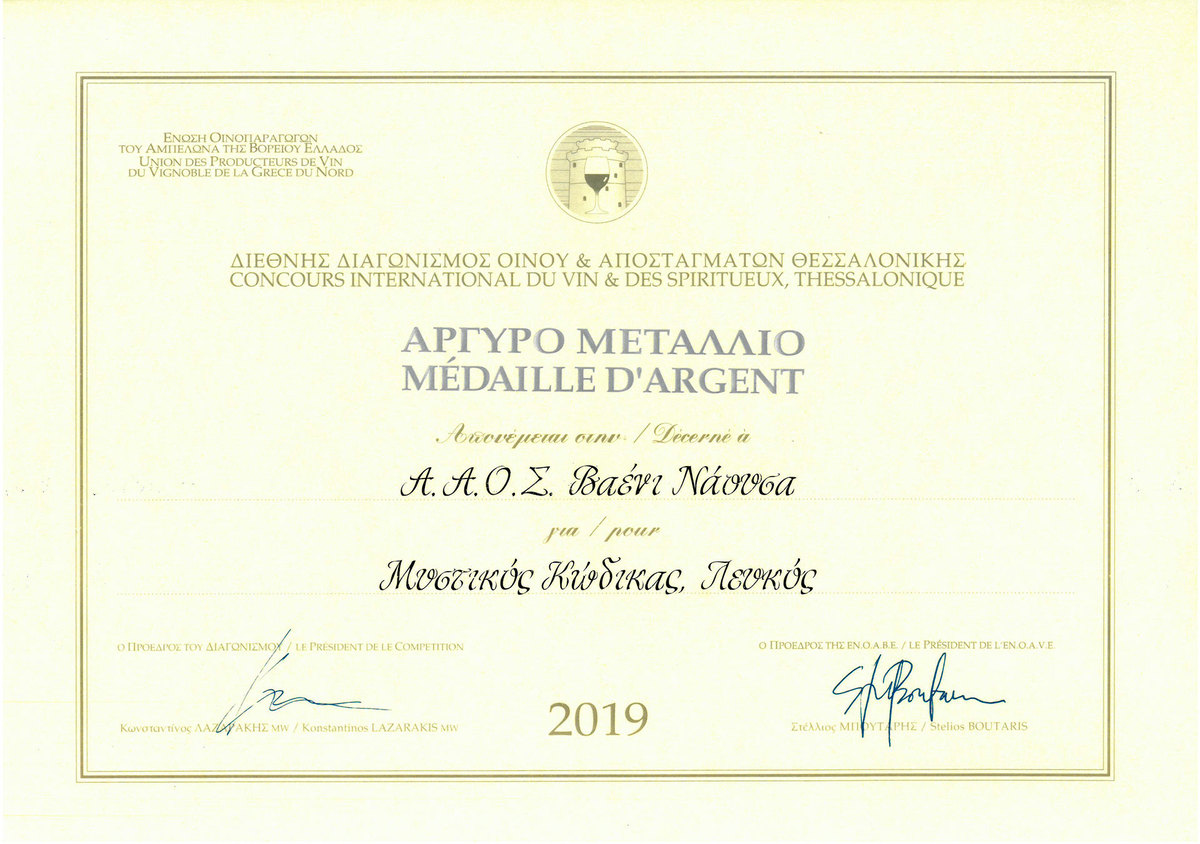 ΕΝΩΣΗ ΟΙΝΟΠΑΡΑΓΩΓΩΝ
ΤΟΥ ΑΜΠΕΛΩΝΑ ΤΗΣ ΒΟΡΕΙΟΥ ΕΛΛΑΔΟΣ
UNION DES PRODUCTEURS DE VIN
DU VIGNOBLE DE LA GRECE DU NORD
ΔΙΕΘΝΗΣ ΔΙΑΓΩΝΙΣΜΟΣ ΟΙΝΟΥ & ΑΠΟΣΤΑΓΜΑΤΩΝ ΘΕΣΣΑΛΟΝΙΚΗΣ
CONCOURS INTERNATIONAL DU VIN & DES SPIRITUEUX, THESSALONIQUE
ΑΡΓΥΡΟ ΜΕΤΑΛΛΙΟ
MÉDAILLE D'ARGENT
Απονέμεται στην / Décerné à
Α.Α.Ο.Σ. Βαένι Νάουσα
για / pour
Μυστικός Κώδικας, Λευκός
Ο ΠΡΟΕΔΡΟΣ ΤΟΥ ΔΙΑΓΩΝΙΣΜΟΥ / LE PRÉSIDENT DE LE COMPETITION
Κωνσταντίνος ΛΑΖΑΡΑΚΗΣ MW / Konstantinos LAZARAKIS MW
2019
Ο ΠΡΟΕΔΡΟΣ ΤΗΣ ΕΝ.Ο.Α.Β.Ε. / LE PRÉSIDENT DE L'EN.O.A.V.E.
Στέλλιος ΜΠΟΥΤΑΡΗΣ / Stelios BOUTARIS